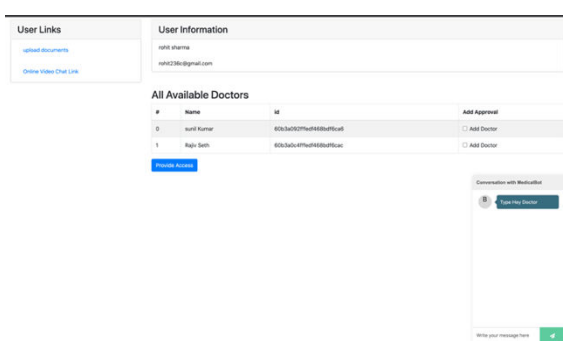 User Links
upload documents
Online Video Chat Link
User Information
rohit sharma
rohit236c@gmail.com
All Available Doctors
# Name id Add Approval
0 sunil Kumar Add Doctor
1 Rajiv Seth Add Doctor
Provide Access
Conversation with MedicalBot
B Type Hey Doctor
Write your message here